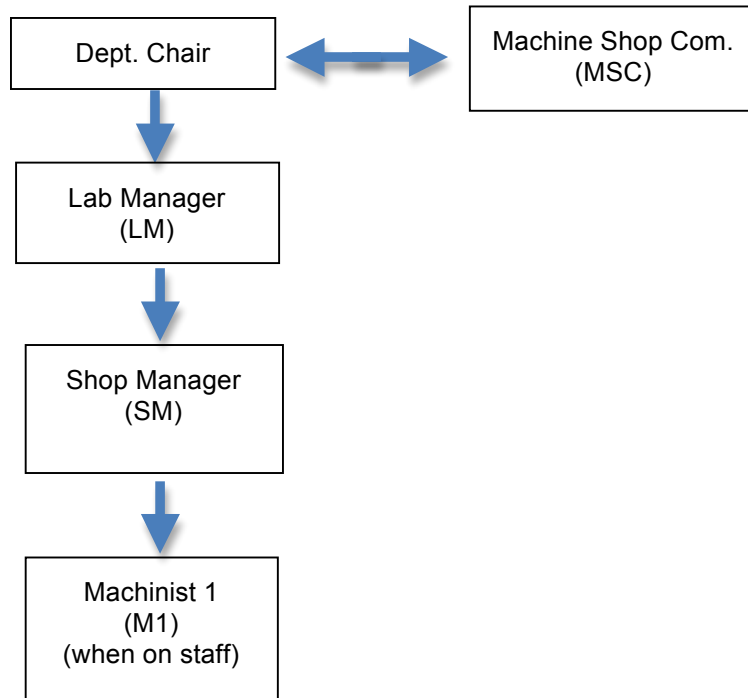 Dept. Chair
Machine Shop Com.
(MSC)
Lab Manager
(LM)
Shop Manager
(SM)
Machinist 1
(M1)
(when on staff)